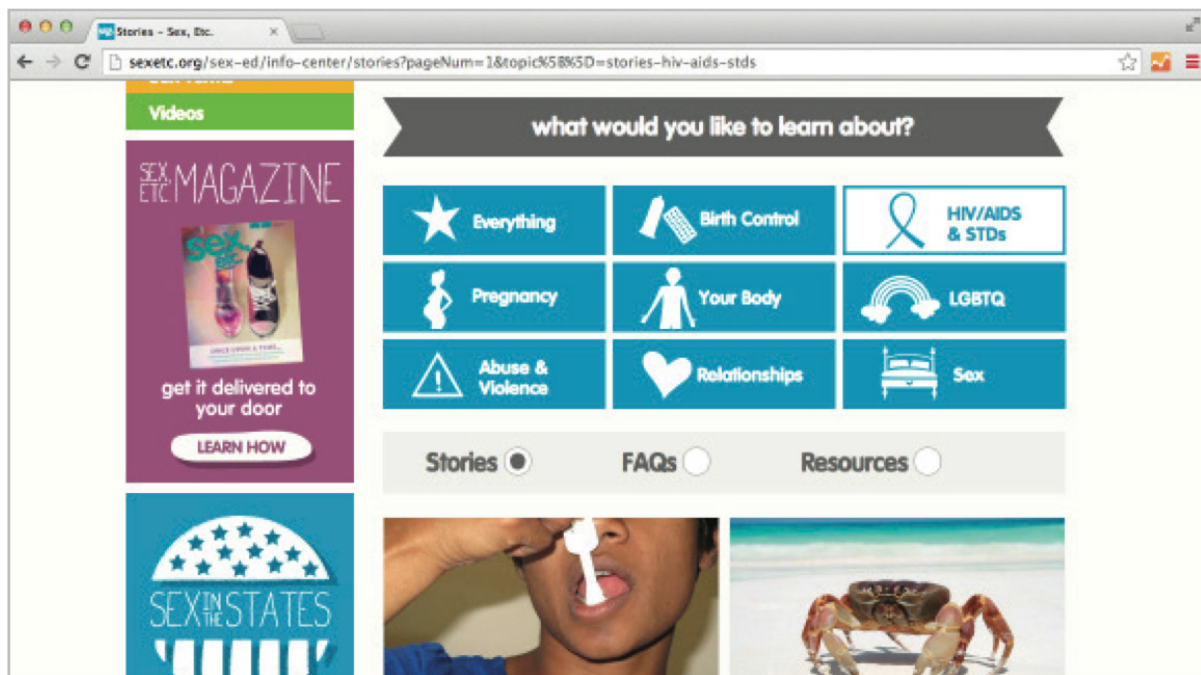 Stories - Sex, Etc.
sexetc.org/sex-ed/info-center/stories?pageNum=1&topic%5B%5D=stories-hiv-aids-stds
Videos
SEX, ETC MAGAZINE
sex,
etc.
get it delivered to
your door
LEARN HOW
SEX IN THE STATES
what would you like to learn about?
Everything
Birth Control
HIV/AIDS
& STDs
Pregnancy
Your Body
LGBTQ
Abuse &
Violence
Relationships
Sex
Stories
FAQs
Resources